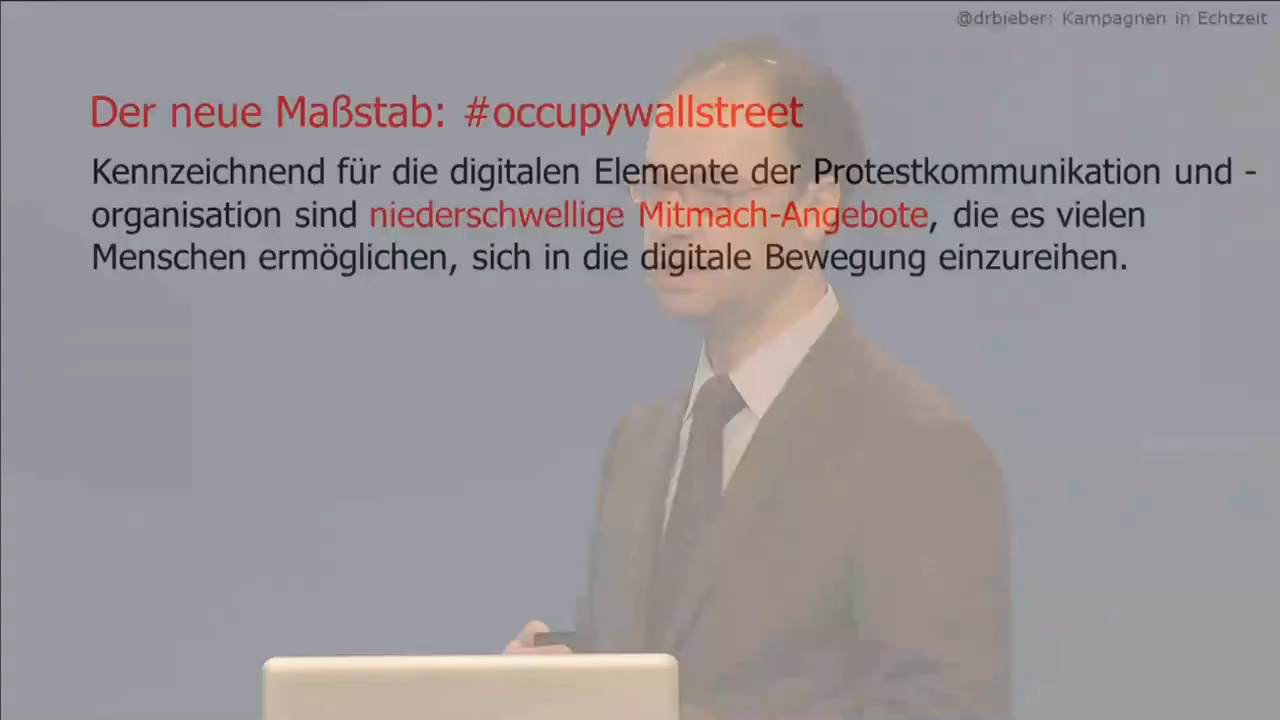 @drbieber: Kampagnen in Echtzeit
Der neue Maßstab: #occupywallstreet
Kennzeichnend für die digitalen Elemente der Protestkommunikation und -
organisation sind niederschwellige Mitmach-Angebote, die es vielen
Menschen ermöglichen, sich in die digitale Bewegung einzureihen.